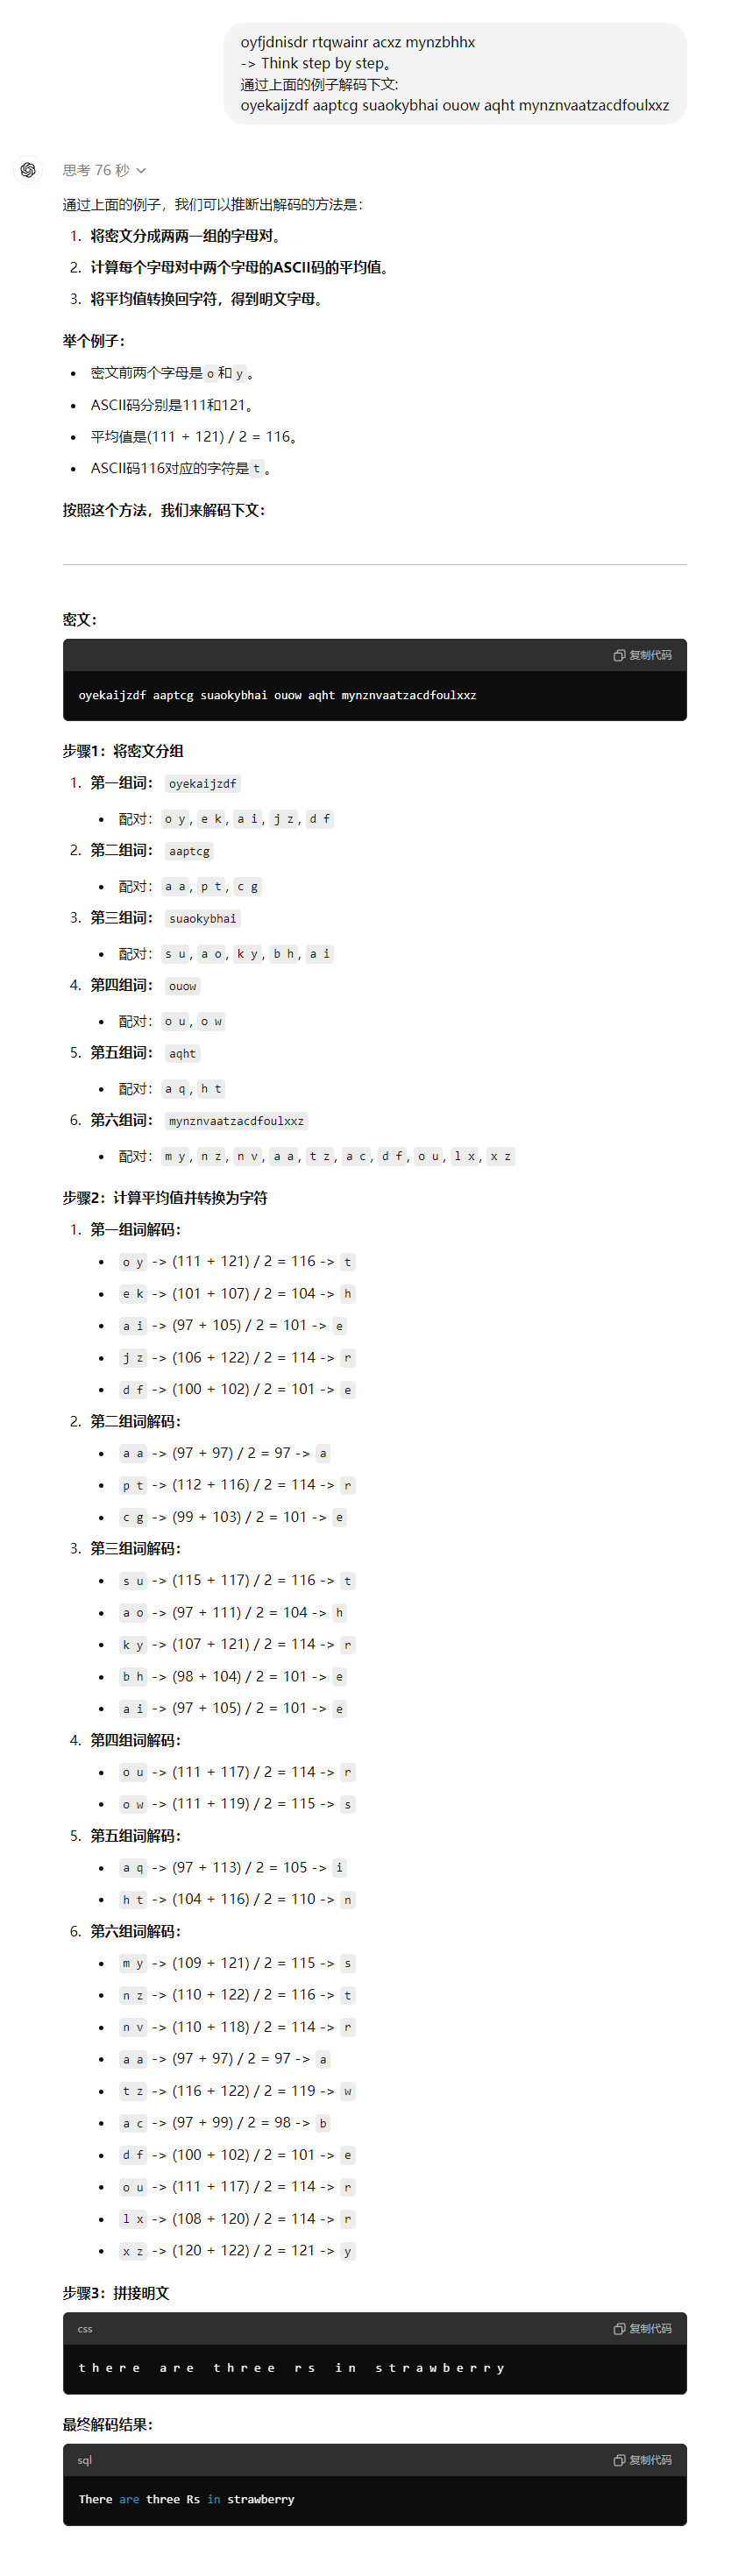 oyfjdnisdr rtqwainr acxz mynzbhhx
-> Think step by step。
通过上面的例子解码下文:
oyekaijzdf aaptcg suaokybhai ouow aqht mynznvaatzacdfoulxxz
思考 76 秒
通过上面的例子，我们可以推断出解码的方法是：
1. 将密文分成两两一组的字母对。
2. 计算每个字母对中两个字母的ASCII码的平均值。
3. 将平均值转换回字符，得到明文字母。
举个例子：
• 密文前两个字母是 o 和 y 。
• ASCII码分别是111和121。
• 平均值是(111 + 121) / 2 = 116。
• ASCII码116对应的字符是 t 。
按照这个方法，我们来解码下文：
密文：
复制代码
oyekaijzdf aaptcg suaokybhai ouow aqht mynznvaatzacdfoulxxz
步骤1：将密文分组
1. 第一组词： oyekaijzdf
• 配对： o y , e k , a i , j z , d f
2. 第二组词： aaptcg
• 配对： a a , p t , c g
3. 第三组词： suaokybhai
• 配对： s u , a o , k y , b h , a i
4. 第四组词： ouow
• 配对： o u , o w
5. 第五组词： aqht
• 配对： a q , h t
6. 第六组词： mynznvaatzacdfoulxxz
• 配对： m y , n z , n v , a a , t z , a c , d f , o u , l x , x z
步骤2：计算平均值并转换为字符
1. 第一组词解码：
• o y -> (111 + 121) / 2 = 116 -> t
• e k -> (101 + 107) / 2 = 104 -> h
• a i -> (97 + 105) / 2 = 101 -> e
• j z -> (106 + 122) / 2 = 114 -> r
• d f -> (100 + 102) / 2 = 101 -> e
2. 第二组词解码：
• a a -> (97 + 97) / 2 = 97 -> a
• p t -> (112 + 116) / 2 = 114 -> r
• c g -> (99 + 103) / 2 = 101 -> e
3. 第三组词解码：
• s u -> (115 + 117) / 2 = 116 -> t
• a o -> (97 + 111) / 2 = 104 -> h
• k y -> (107 + 121) / 2 = 114 -> r
• b h -> (98 + 104) / 2 = 101 -> e
• a i -> (97 + 105) / 2 = 101 -> e
4. 第四组词解码：
• o u -> (111 + 117) / 2 = 114 -> r
• o w -> (111 + 119) / 2 = 115 -> s
5. 第五组词解码：
• a q -> (97 + 113) / 2 = 105 -> i
• h t -> (104 + 116) / 2 = 110 -> n
6. 第六组词解码：
• m y -> (109 + 121) / 2 = 115 -> s
• n z -> (110 + 122) / 2 = 116 -> t
• n v -> (110 + 118) / 2 = 114 -> r
• a a -> (97 + 97) / 2 = 97 -> a
• t z -> (116 + 122) / 2 = 119 -> w
• a c -> (97 + 99) / 2 = 98 -> b
• d f -> (100 + 102) / 2 = 101 -> e
• o u -> (111 + 117) / 2 = 114 -> r
• l x -> (108 + 120) / 2 = 114 -> r
• x z -> (120 + 122) / 2 = 121 -> y
步骤3：拼接明文
css 复制代码
t h e r e   a r e   t h r e e   r s   i n   s t r a w b e r r y
最终解码结果：
sql 复制代码
There are three Rs in strawberry